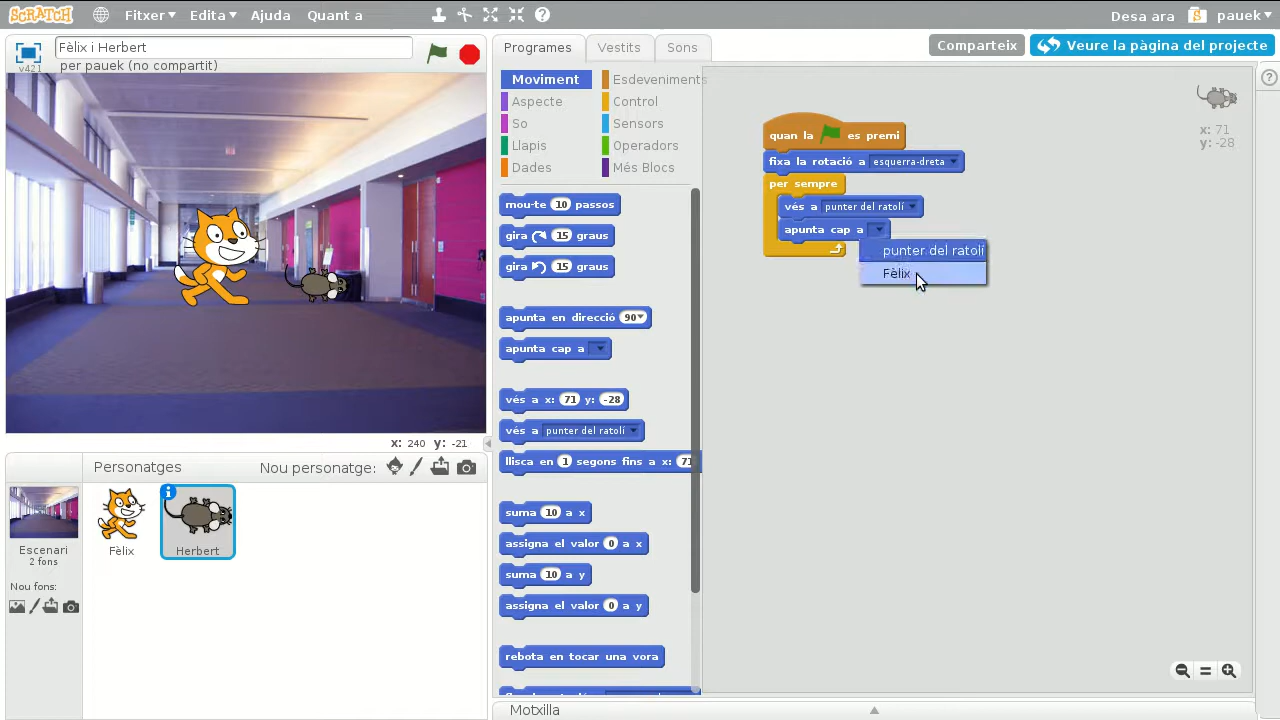 SCRATCH
Fitxer
Edita
Ajuda
Quant a
Desa ara
pauek
v421
Fèlix i Herbert
per pauek (no compartit)
Programes
Vestits
Sons
Comparteix
Veure la pàgina del projecte
Moviment
Aspecte
So
Llapis
Dades
Esdeveniments
Control
Sensors
Operadors
Més Blocs
mou-te 10 passos
gira 15 graus
gira 15 graus
apunta en direcció 90
apunta cap a
vés a x: 71 y: -28
vés a punter del ratolí
llisca en 1 segons fins a x: 71
suma 10 a x
assigna el valor 0 a x
suma 10 a y
assigna el valor 0 a y
rebota en tocar una vora
quan la es premi
fixa la rotació a esquerra-dreta
per sempre
vés a punter del ratolí
apunta cap a
punter del ratolí
Fèlix
x: 71
y: -28
x: 240 y: -21
Personatges
Nou personatge:
Escenari
2 fons
Nou fons:
Fèlix
Herbert
Motxilla